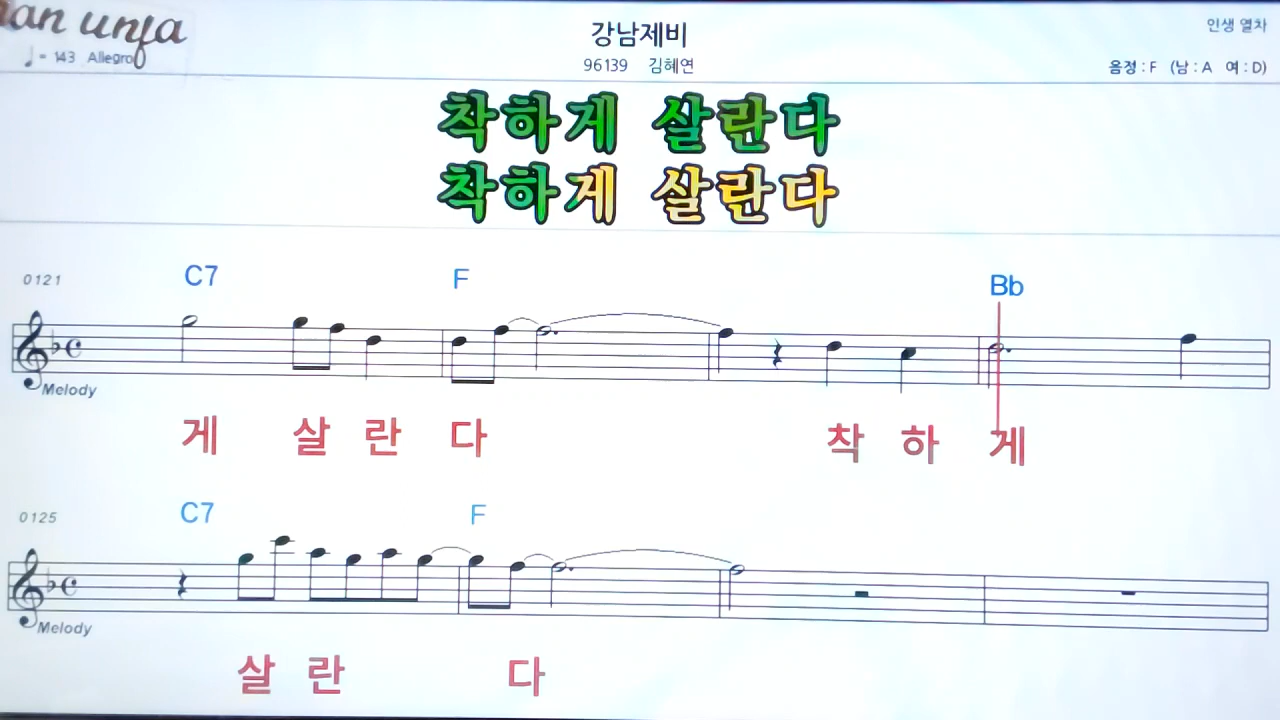 강남제비
인생 열차
♩= 143 Allegro
96139 김혜연
음정 : F (남 : A 여 : D)
착하게 살란다
착하게 살란다
0121 C7 F Bb
Melody
게 살 란 다 착 하 게
0125 C7 F
Melody
살 란 다